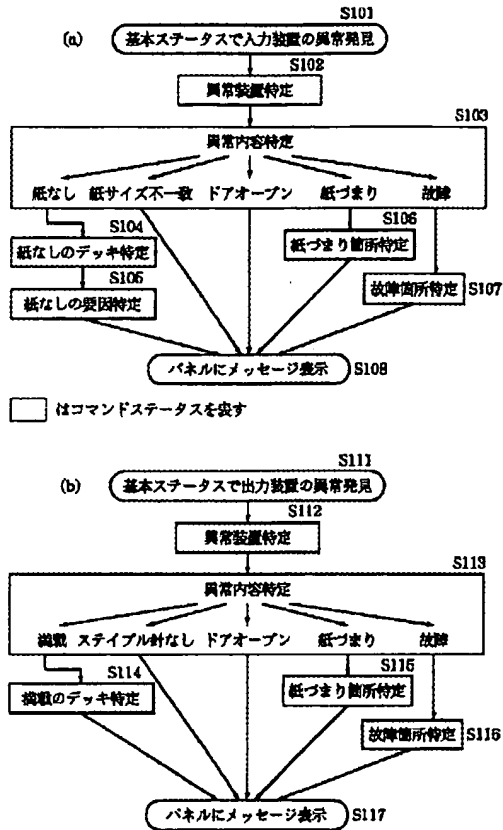 S101
(a) 基本ステータスで入力装置の異常発見
S102
異常装置特定
S103
異常内容特定
紙なし 紙サイズ不一致 ドアオープン 紙づまり 故障
S104 S106
紙なしのデッキ特定 紙づまり箇所特定
S105
紙なしの要因特定 故障箇所特定 S107
パネルにメッセージ表示 S108
はコマンドステータスを表す
S111
(b) 基本ステータスで出力装置の異常発見
S112
異常装置特定
S113
異常内容特定
満載 ステイプル針なし ドアオープン 紙づまり 故障
S114 S115
満載のデッキ特定 紙づまり箇所特定
故障箇所特定 S116
パネルにメッセージ表示 S117